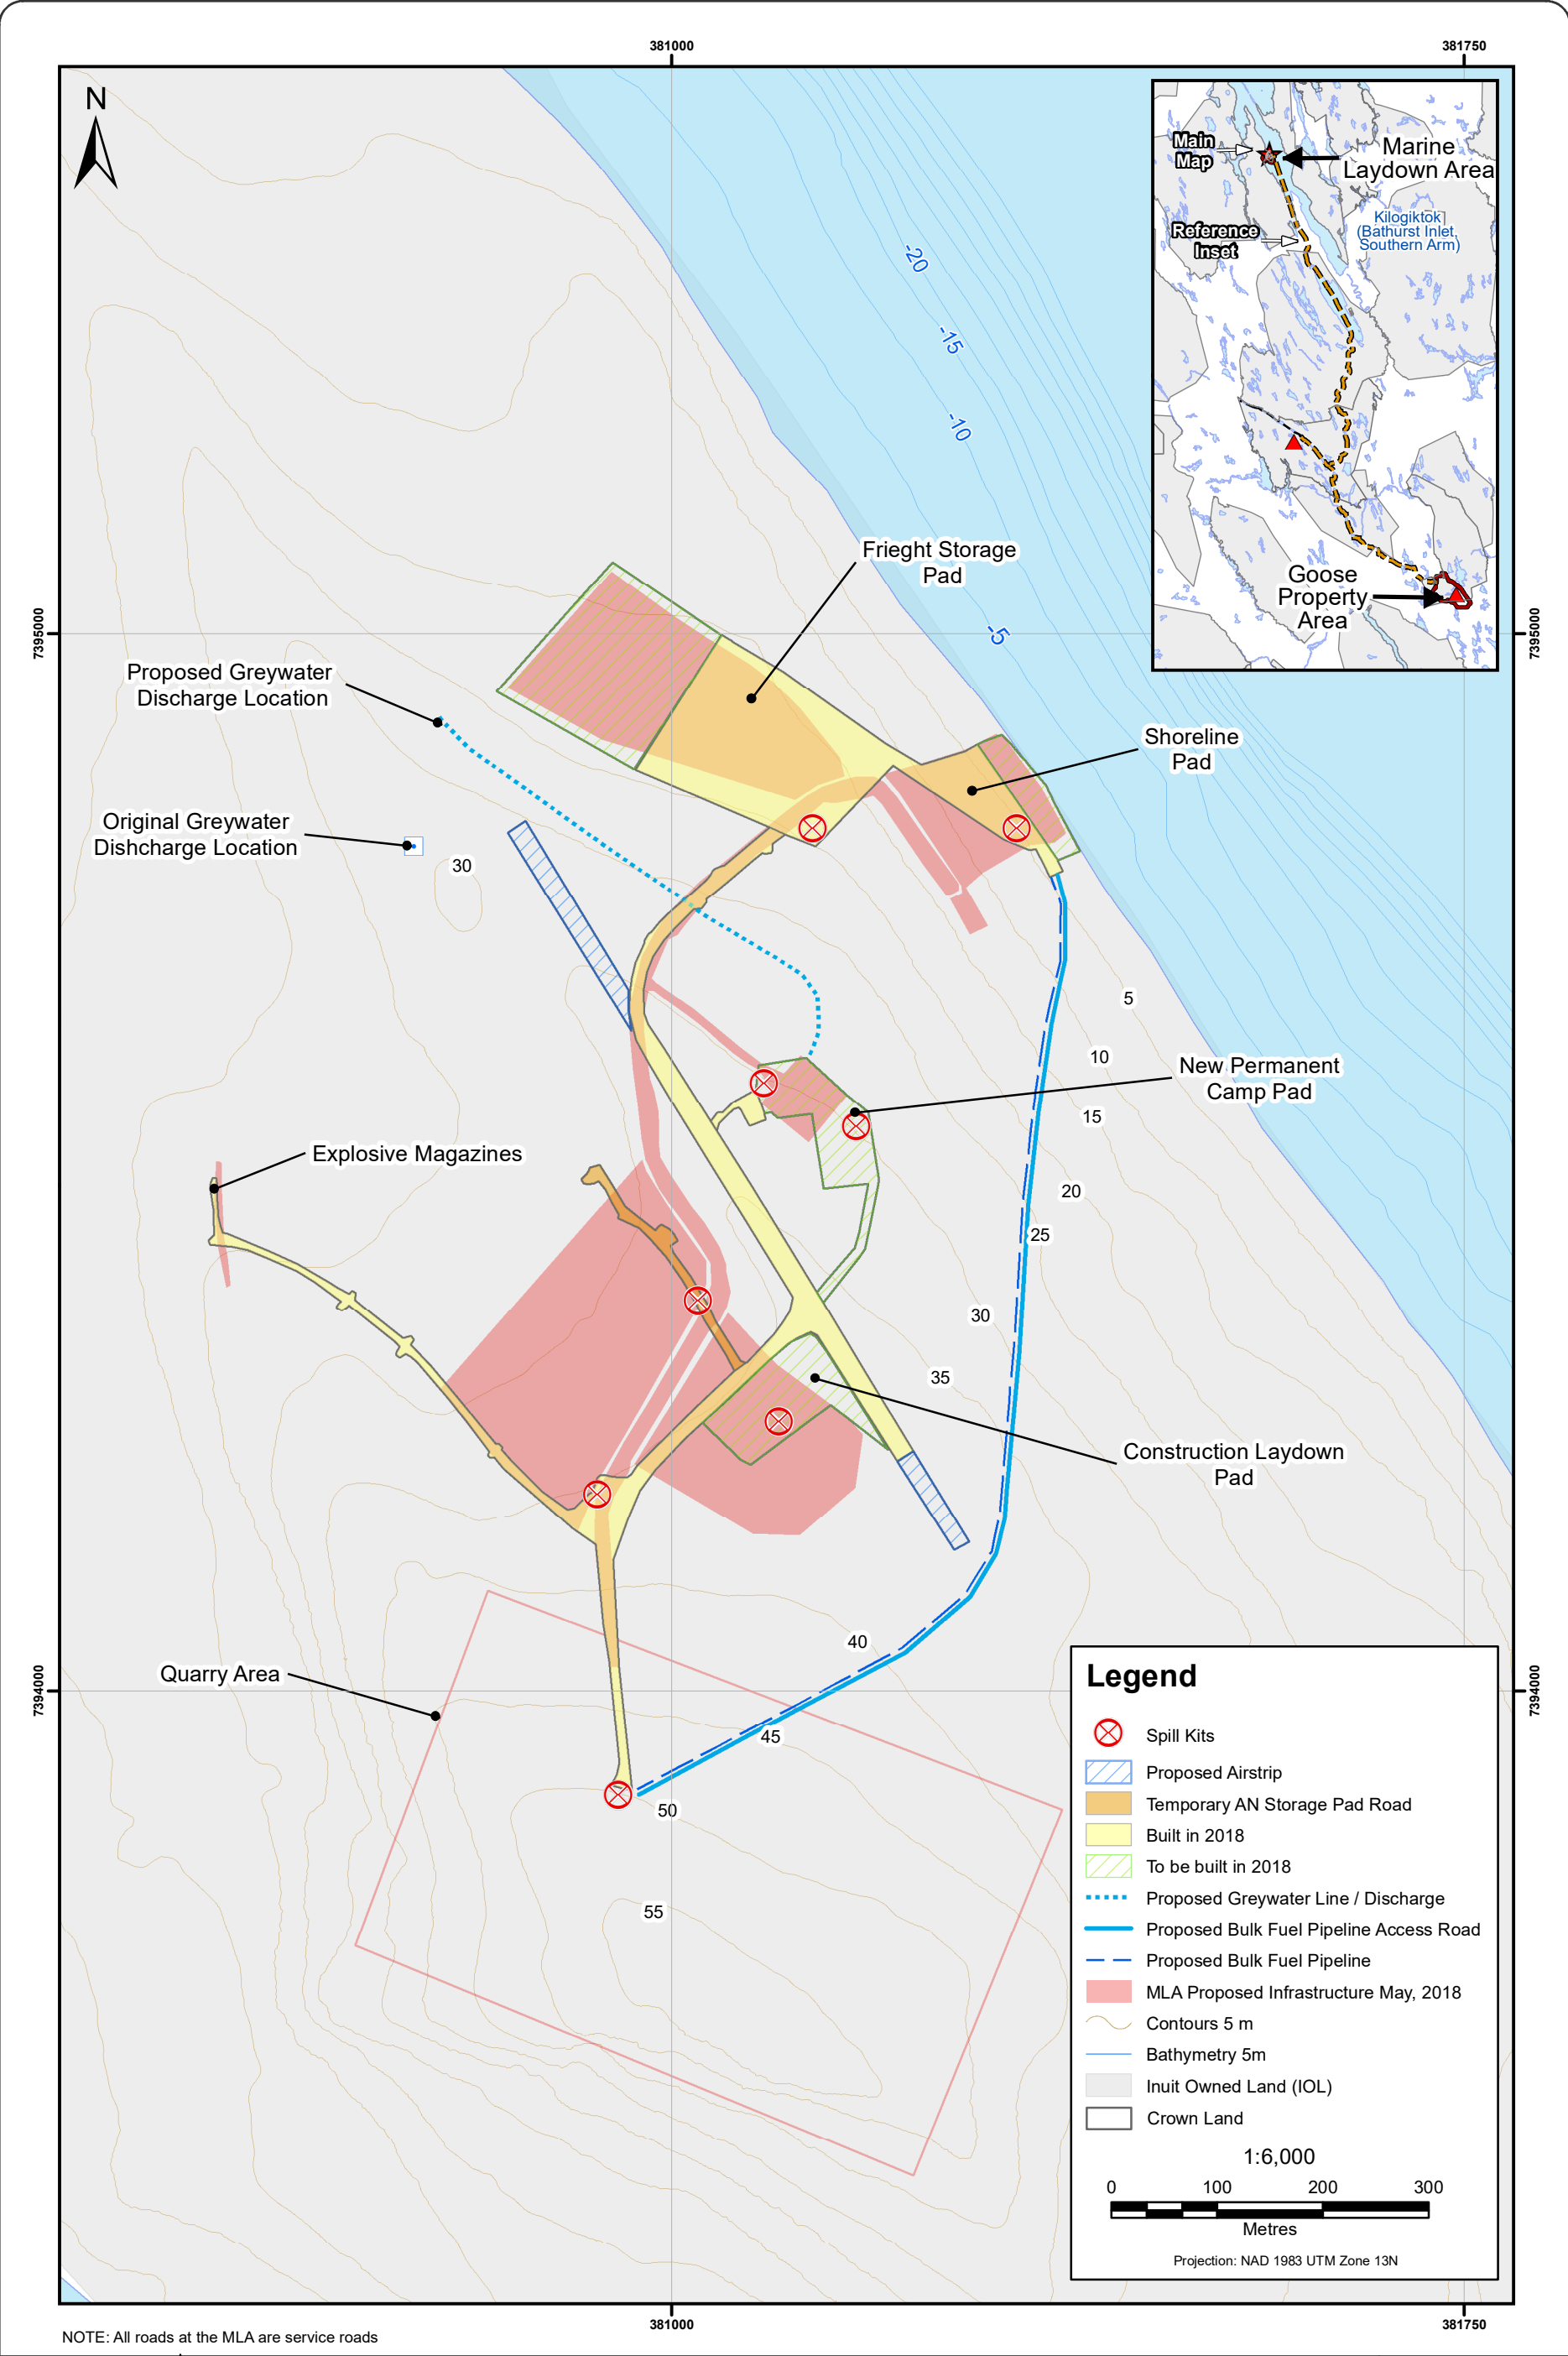 381000
381750
N
Main
Map
Marine
Laydown Area
Kilogiktok
(Bathurst Inlet,
Southern Arm)
Reference
Inset
Goose
Property
Area
-20
-15
-10
-5
7395000
7395000
Frieght Storage
Pad
Proposed Greywater
Discharge Location
Shoreline
Pad
Original Greywater
Dishcharge Location
30
5
10
New Permanent
Camp Pad
15
Explosive Magazines
20
25
30
35
Construction Laydown
Pad
40
Quarry Area
7394000
7394000
45
50
55
Legend
Spill Kits
Proposed Airstrip
Temporary AN Storage Pad Road
Built in 2018
To be built in 2018
Proposed Greywater Line / Discharge
Proposed Bulk Fuel Pipeline Access Road
Proposed Bulk Fuel Pipeline
MLA Proposed Infrastructure May, 2018
Contours 5 m
Bathymetry 5m
Inuit Owned Land (IOL)
Crown Land
1:6,000
0 100 200 300
Metres
Projection: NAD 1983 UTM Zone 13N
381000
381750
NOTE: All roads at the MLA are service roads